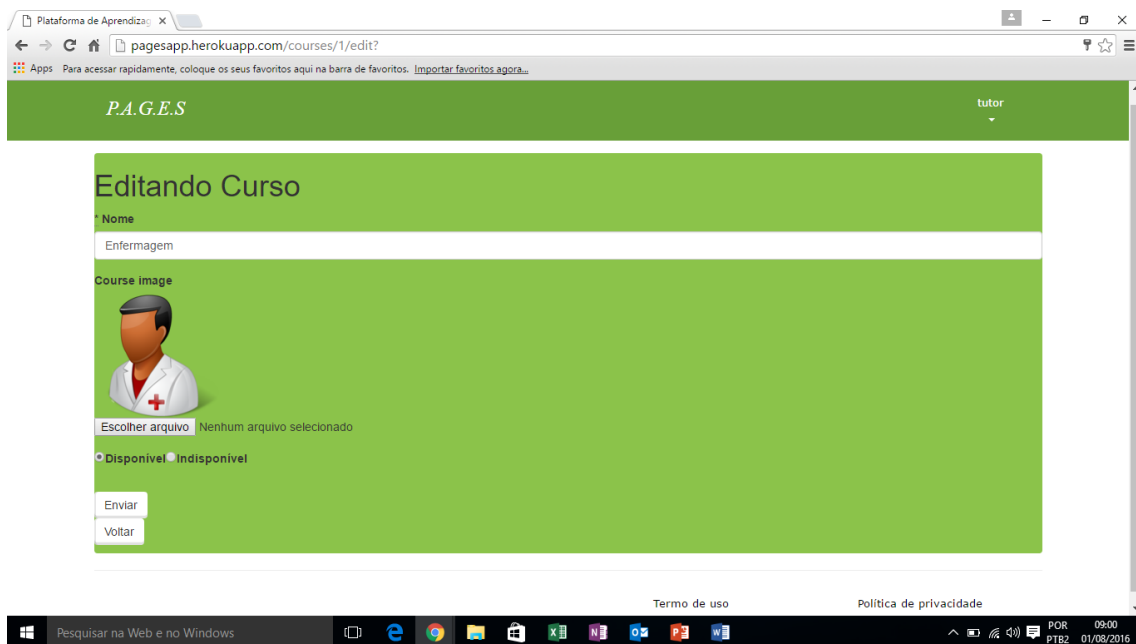 Plataforma de Aprendizag
pagesapp.herokuapp.com/courses/1/edit?
Apps Para acessar rapidamente, coloque os seus favoritos aqui na barra de favoritos. Importar favoritos agora...
P.A.G.E.S
tutor
Editando Curso
* Nome
Enfermagem
Course image
Escolher arquivo Nenhum arquivo selecionado
Disponível Indisponível
Enviar
Voltar
Termo de uso Política de privacidade
Pesquisar na Web e no Windows
POR 09:00
PTB2 01/08/2016